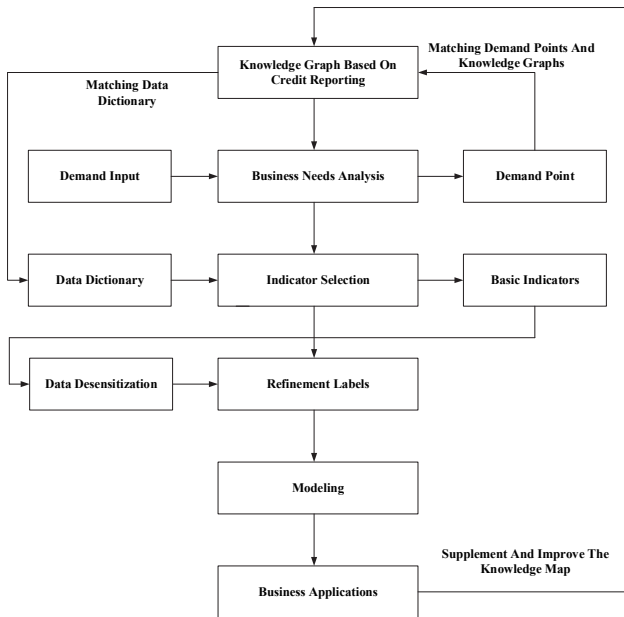 Matching Demand Points And
Knowledge Graphs
Knowledge Graph Based On
Credit Reporting
Matching Data
Dictionary
Demand Input
Business Needs Analysis
Demand Point
Data Dictionary
Indicator Selection
Basic Indicators
Data Desensitization
Refinement Labels
Modeling
Supplement And Improve The
Knowledge Map
Business Applications